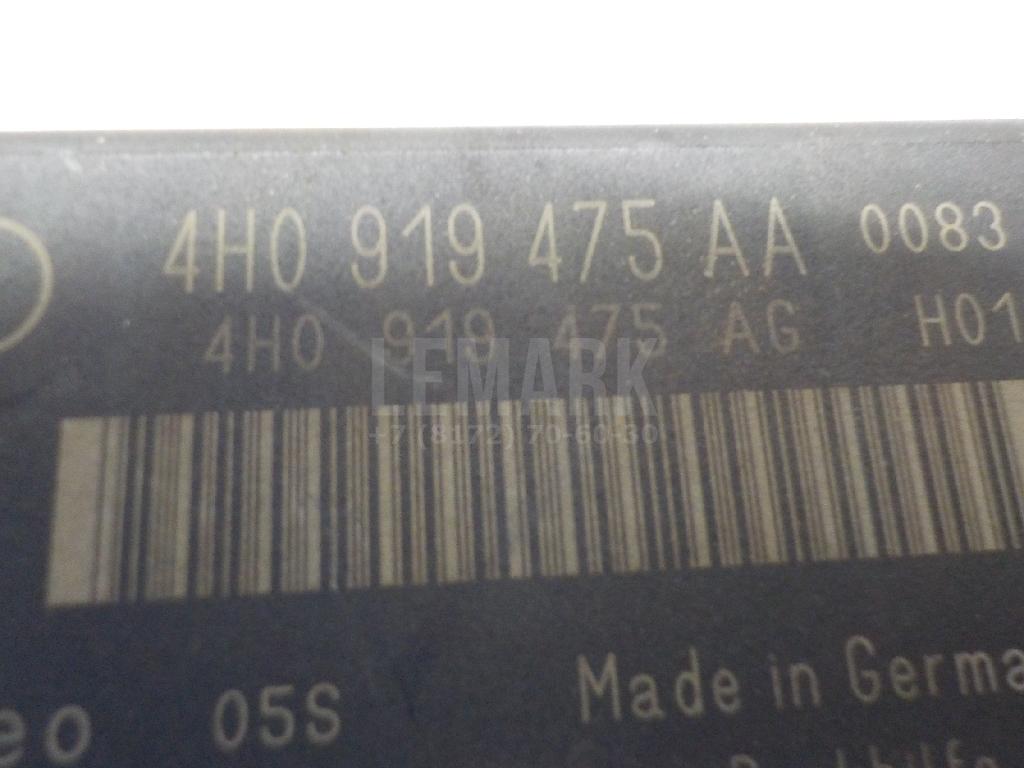 4H0 919 475 AA 0083
4H0 919 475 AG H01
LEMARK
+7 (8172) 70-60-30
eo 05S
Made in Germa